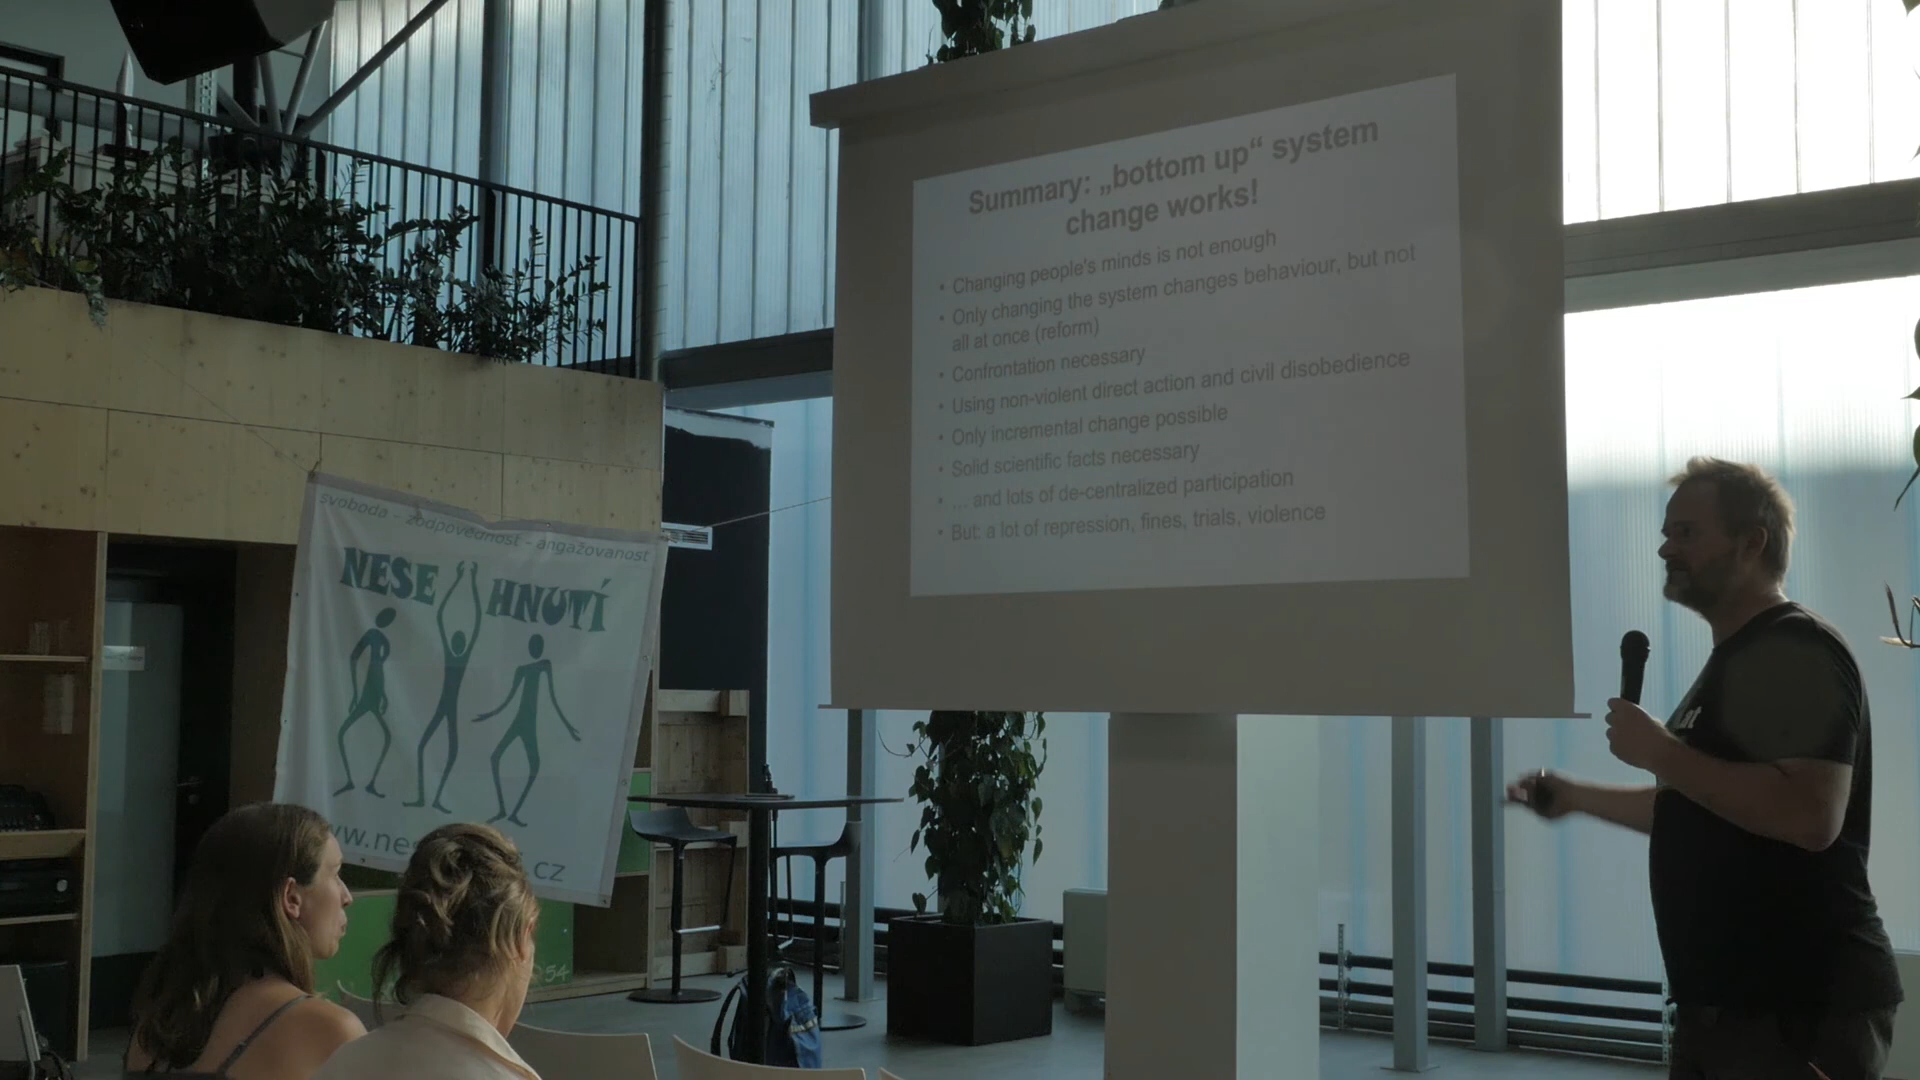 Summary: „bottom up“ system
change works!
• Changing people's minds is not enough
• Only changing the system changes behaviour, but not
all at once (reform)
• Confrontation necessary
• Using non-violent direct action and civil disobedience
• Only incremental change possible
• Solid scientific facts necessary
• … and lots of de-centralized participation
• But: a lot of repression, fines, trials, violence
svoboda - zodpovědnost - angažovanost
NESEHNUTÍ
cz
54